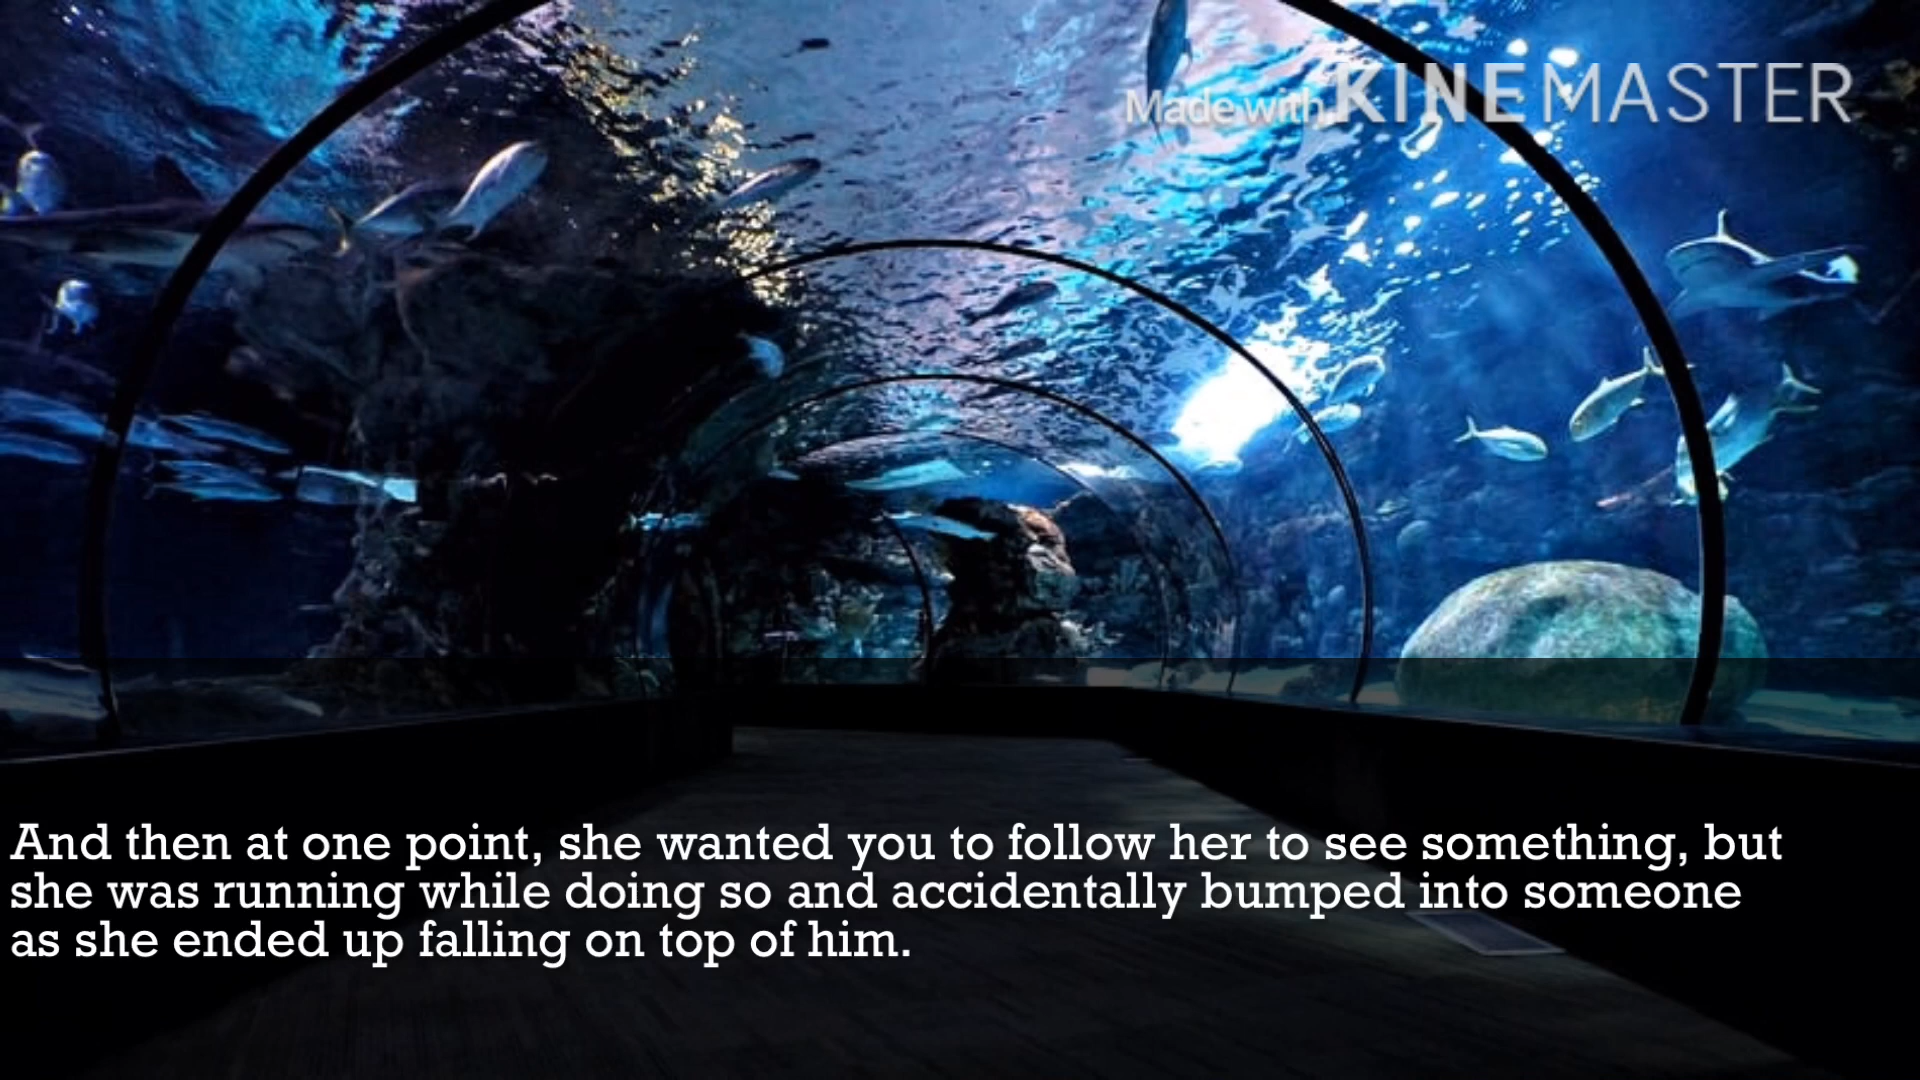 Made with KINEMASTER
And then at one point, she wanted you to follow her to see something, but
she was running while doing so and accidentally bumped into someone
as she ended up falling on top of him.